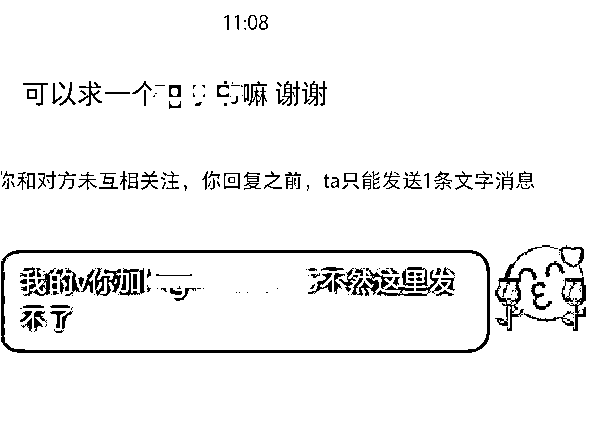 11:08
可以求一个嘛 谢谢
你和对方未互相关注，你回复之前，ta只能发送1条文字消息
我的v你加不然这里发
不了